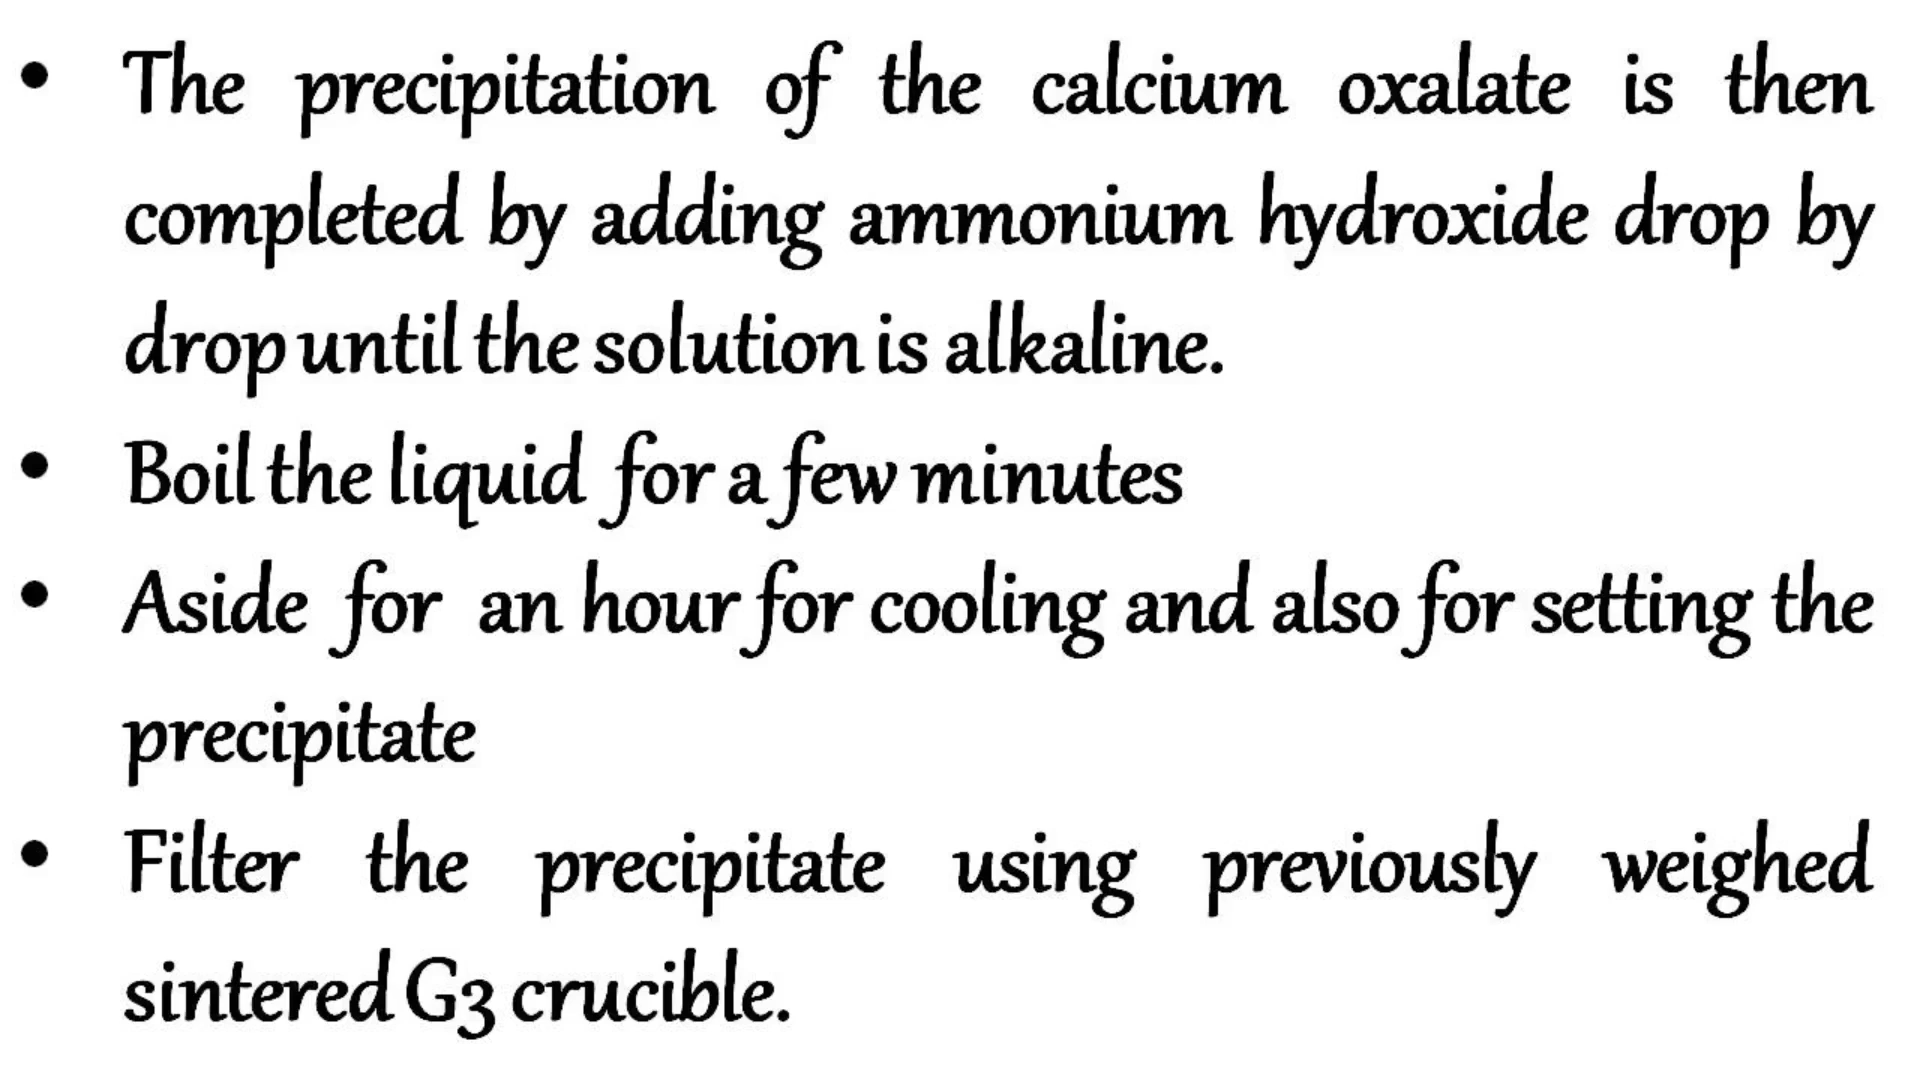 • The precipitation of the calcium oxalate is then
completed by adding ammonium hydroxide drop by
drop until the solution is alkaline.
• Boil the liquid for a few minutes
• Aside for an hour for cooling and also for setting the
precipitate
• Filter the precipitate using previously weighed
sintered G3 crucible.